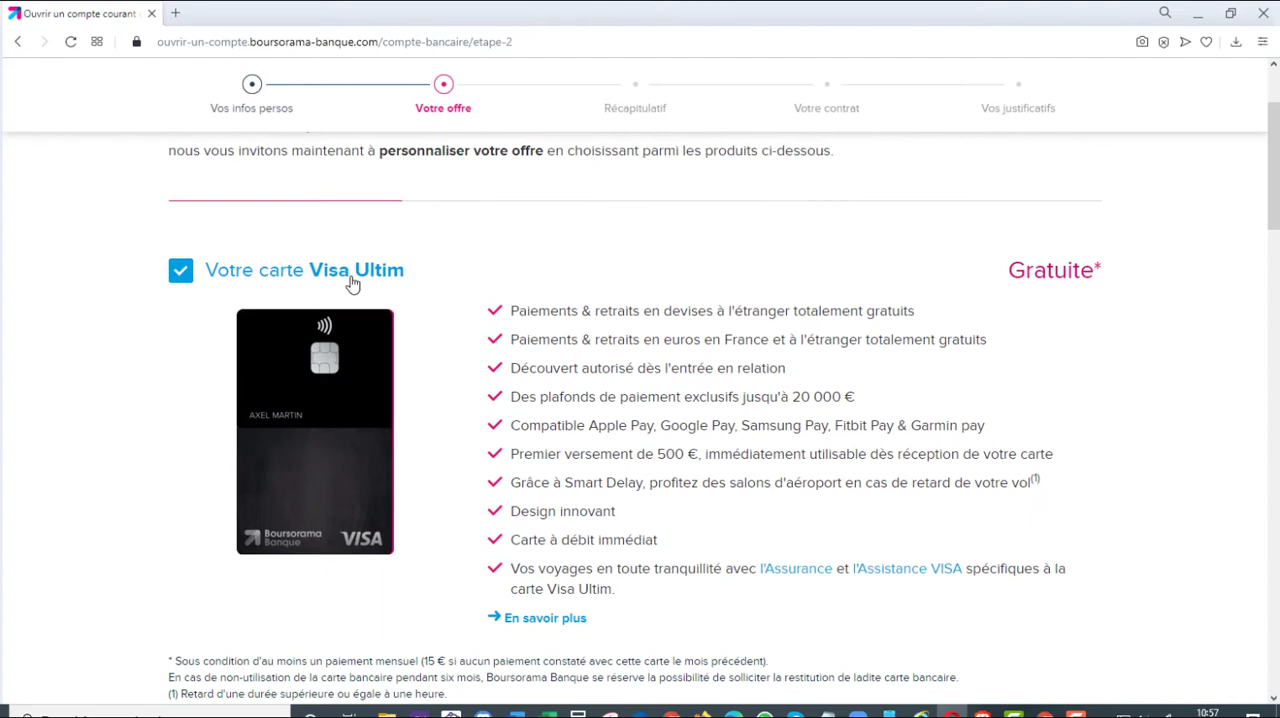 Ouvrir un compte courant
ouvrir-un-compte.boursorama-banque.com/compte-bancaire/etape-2
Vos infos persos
Votre offre
Récapitulatif
Votre contrat
Vos justificatifs
nous vous invitons maintenant à personnaliser votre offre en choisissant parmi les produits ci-dessous.
Votre carte Visa Ultim
Gratuite*
Paiements & retraits en devises à l'étranger totalement gratuits
Paiements & retraits en euros en France et à l'étranger totalement gratuits
Découvert autorisé dès l'entrée en relation
Des plafonds de paiement exclusifs jusqu'à 20 000 €
Compatible Apple Pay, Google Pay, Samsung Pay, Fitbit Pay & Garmin pay
Premier versement de 500 €, immédiatement utilisable dès réception de votre carte
Grâce à Smart Delay, profitez des salons d'aéroport en cas de retard de votre vol(1)
Design innovant
Carte à débit immédiat
Vos voyages en toute tranquillité avec l'Assurance et l'Assistance VISA spécifiques à la
carte Visa Ultim.
En savoir plus
AXEL MARTIN
Boursorama
Banque
VISA
* Sous condition d'au moins un paiement mensuel (15 € si aucun paiement constaté avec cette carte le mois précédent).
En cas de non-utilisation de la carte bancaire pendant six mois, Boursorama Banque se réserve la possibilité de solliciter la restitution de ladite carte bancaire.
(1) Retard d'une durée supérieure ou égale à une heure.
10:57